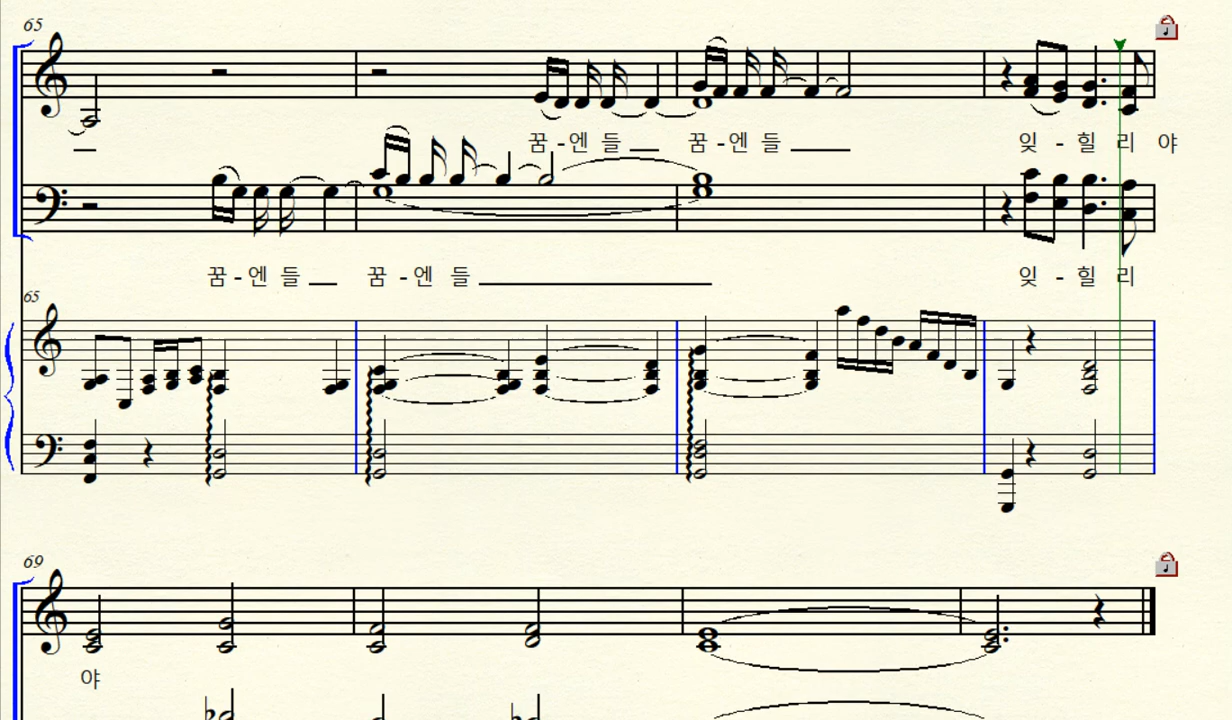 65
꿈 - 엔 들 꿈 - 엔 들 잊 - 힐 리 야
꿈 - 엔 들 꿈 - 엔 들 잊 - 힐 리
65
69
야